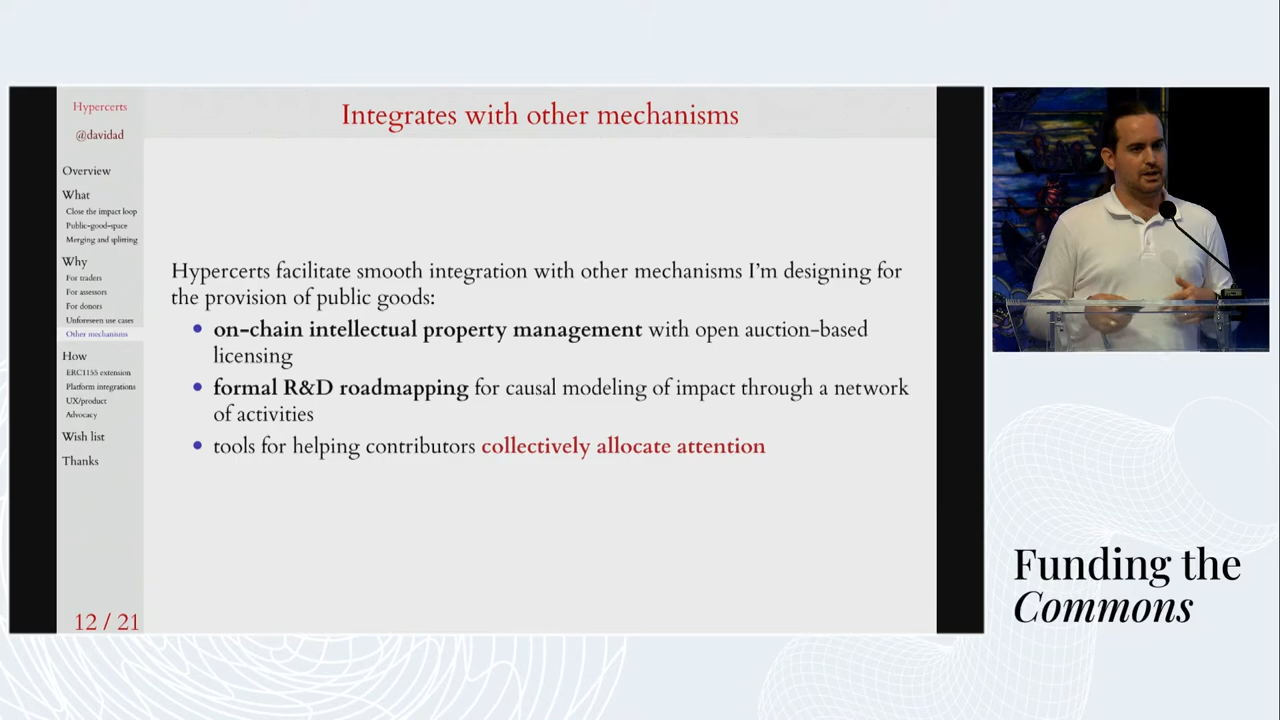 Hypercerts
@davidad
Overview
What
Close the impact loop
Public-good-space
Merging and splitting
Why
For traders
For assessors
For donors
Unforeseen use cases
Other mechanisms
How
ERC1155 extension
Platform integrations
UX/product
Advocacy
Wish list
Thanks
12 / 21
Integrates with other mechanisms
Hypercerts facilitate smooth integration with other mechanisms I'm designing for
the provision of public goods:
on-chain intellectual property management with open auction-based
licensing
formal R&D roadmapping for causal modeling of impact through a network
of activities
tools for helping contributors collectively allocate attention
Funding the
Commons